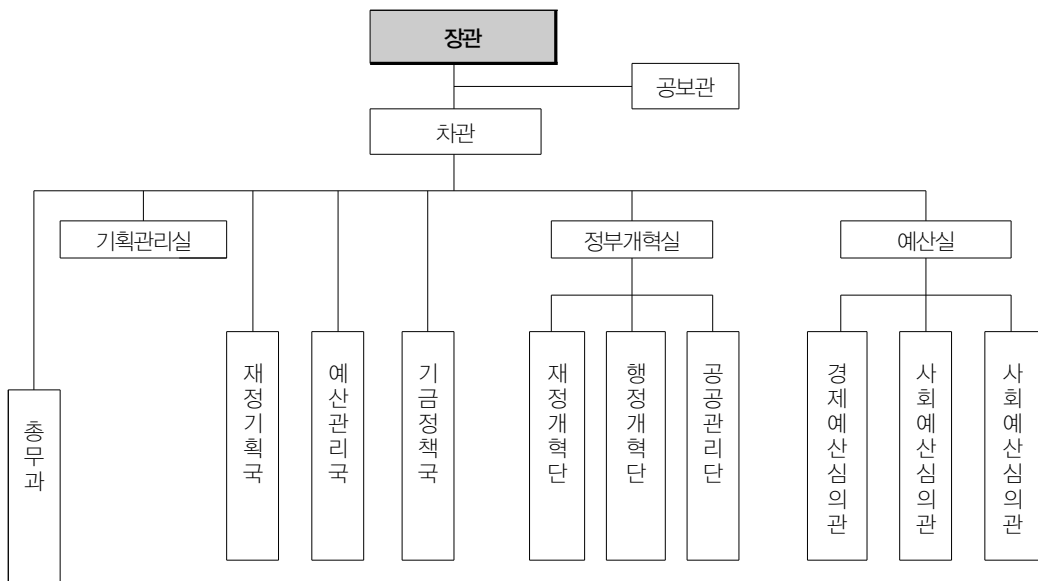 장관
공보관
차관
기획관리실
정부개혁실
예산실
총무과
재정기획국
예산관리국
기금정책국
재정개혁단
행정개혁단
공공관리단
경제예산심의관
사회예산심의관
사회예산심의관